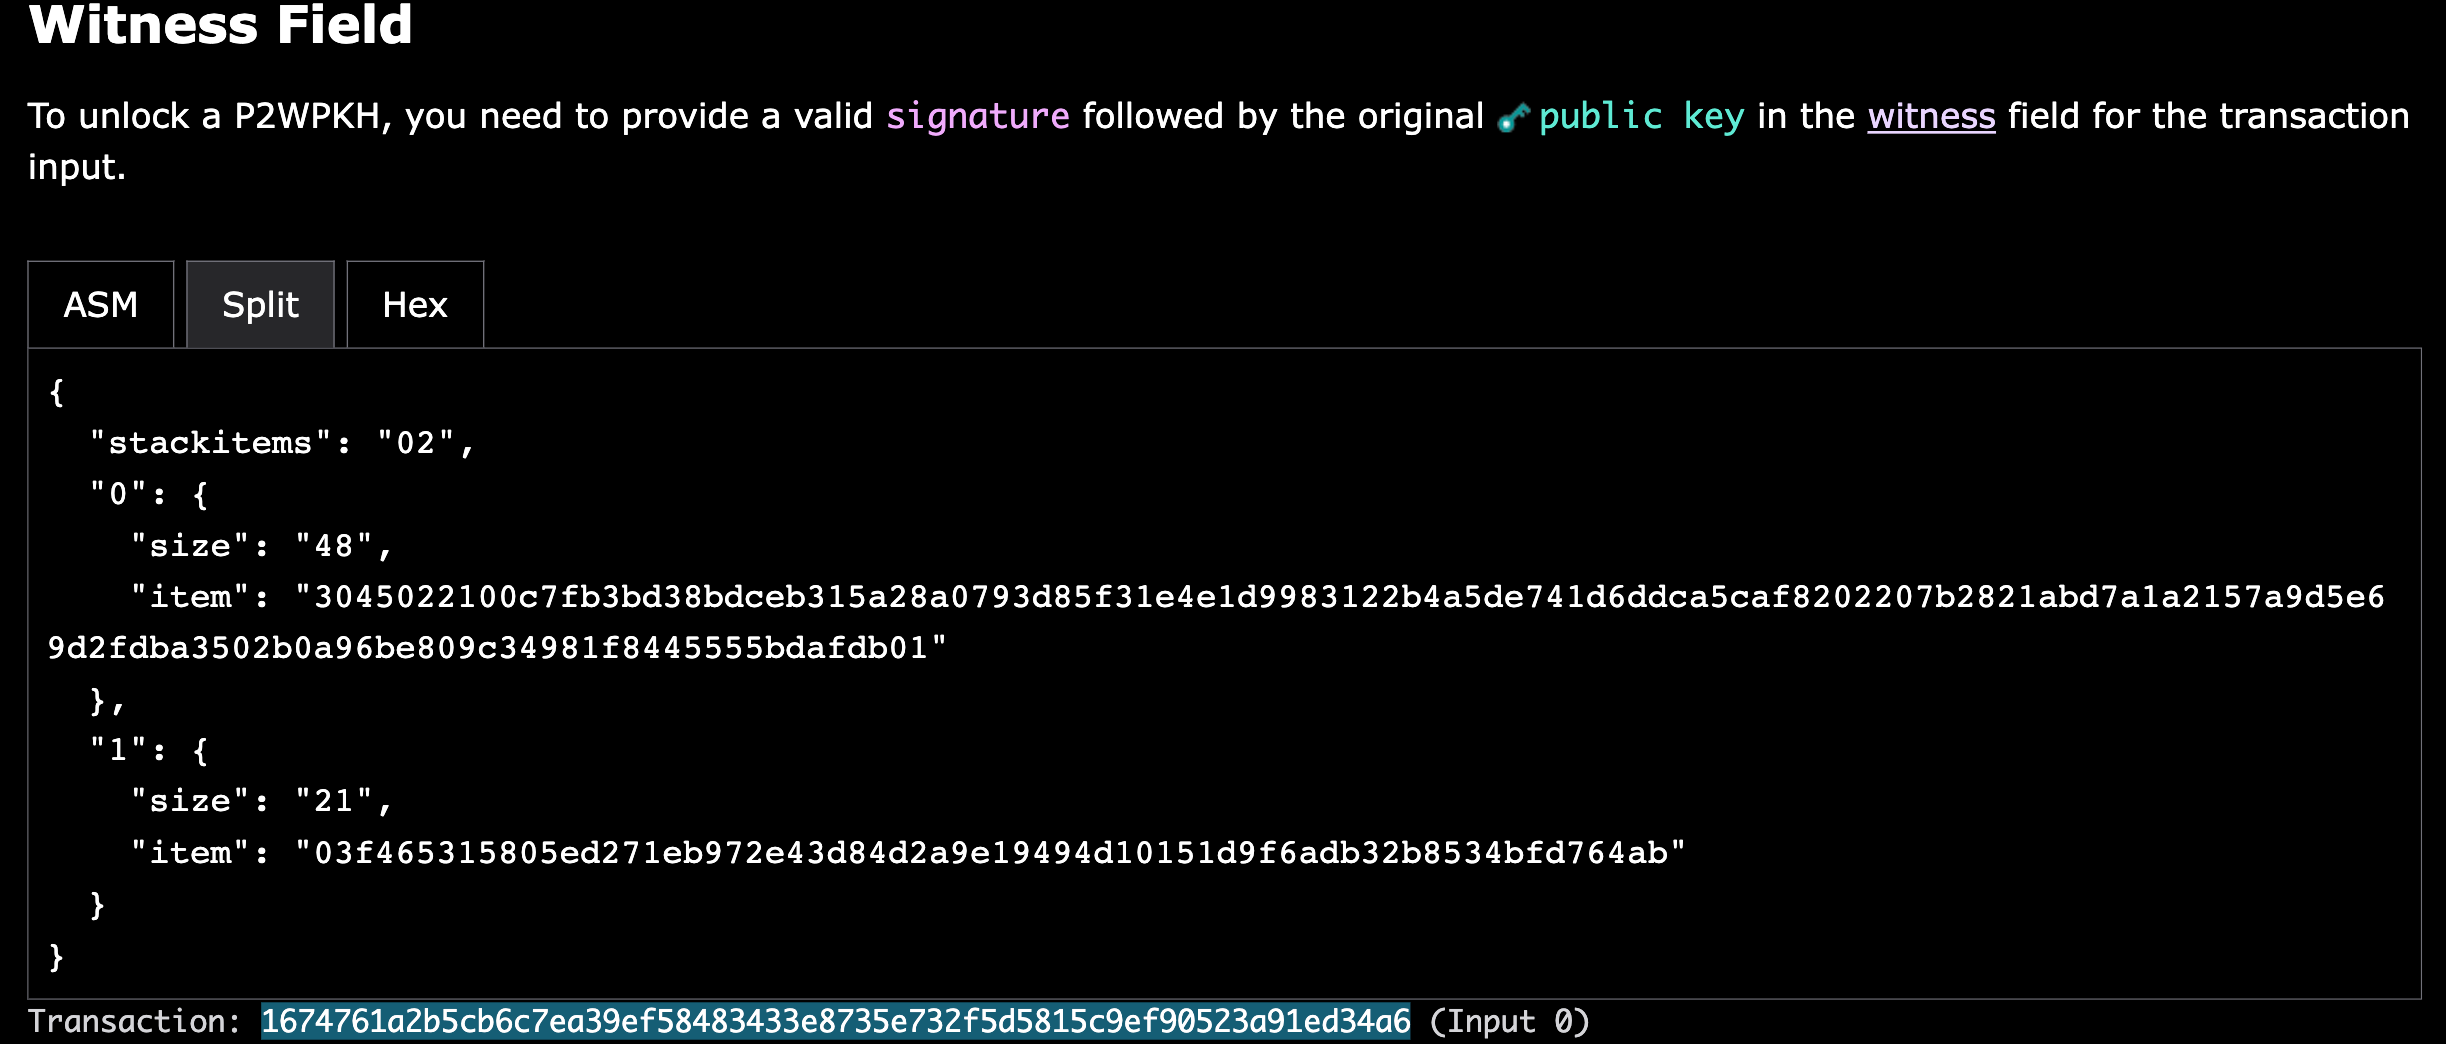 Witness Field
To unlock a P2WPKH, you need to provide a valid signature followed by the original public key in the witness field for the transaction
input.
ASM Split Hex
{
"stackitems": "02",
"0": {
"size": "48",
"item": "3045022100c7fb3bd38bdceb315a28a0793d85f31e4e1d9983122b4a5de741d6ddca5caf8202207b2821abd7a1a2157a9d5e6
9d2fdba3502b0a96be809c34981f8445555bdafdb01"
},
"1": {
"size": "21",
"item": "03f465315805ed271eb972e43d84d2a9e19494d10151d9f6adb32b8534bfd764ab"
}
}
Transaction: 1674761a2b5cb6c7ea39ef58483433e8735e732f5d5815c9ef90523a91ed34a6 (Input 0)